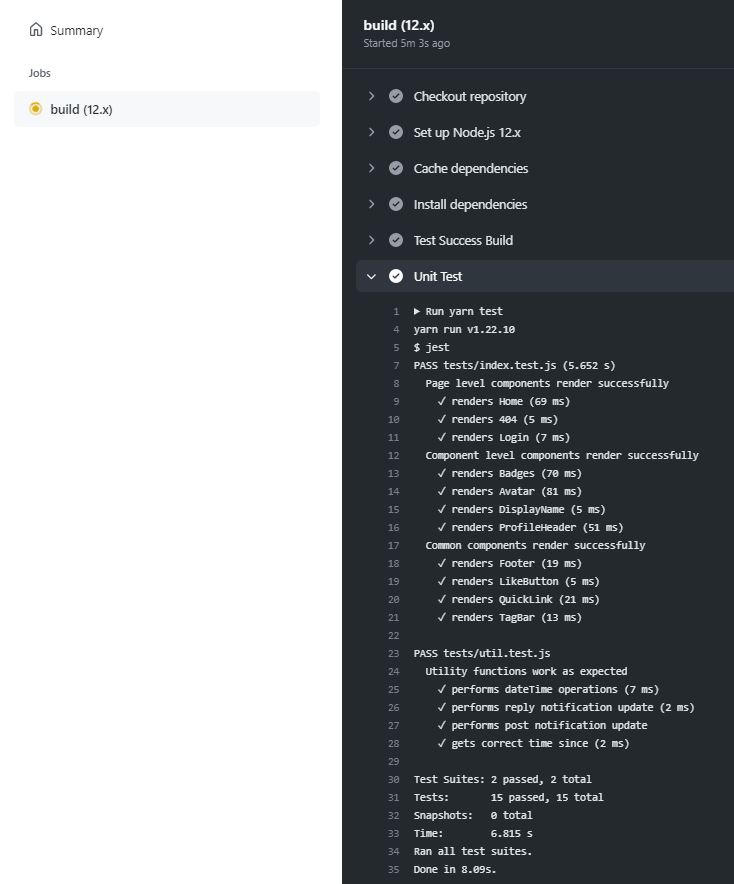 Summary
Jobs
build (12.x)
build (12.x)
Started 5m 3s ago
Checkout repository
Set up Node.js 12.x
Cache dependencies
Install dependencies
Test Success Build
Unit Test
1 ▶ Run yarn test
4 yarn run v1.22.10
5 $ jest
7 PASS tests/index.test.js (5.652 s)
8 Page level components render successfully
9 ✓ renders Home (69 ms)
10 ✓ renders 404 (5 ms)
11 ✓ renders Login (7 ms)
12 Component level components render successfully
13 ✓ renders Badges (70 ms)
14 ✓ renders Avatar (81 ms)
15 ✓ renders DisplayName (5 ms)
16 ✓ renders ProfileHeader (51 ms)
17 Common components render successfully
18 ✓ renders Footer (19 ms)
19 ✓ renders LikeButton (5 ms)
20 ✓ renders QuickLink (21 ms)
21 ✓ renders TagBar (13 ms)
22
23 PASS tests/util.test.js
24 Utility functions work as expected
25 ✓ performs dateTime operations (7 ms)
26 ✓ performs reply notification update (2 ms)
27 ✓ performs post notification update
28 ✓ gets correct time since (2 ms)
29
30 Test Suites: 2 passed, 2 total
31 Tests: 15 passed, 15 total
32 Snapshots: 0 total
33 Time: 6.815 s
34 Ran all test suites.
35 Done in 8.09s.